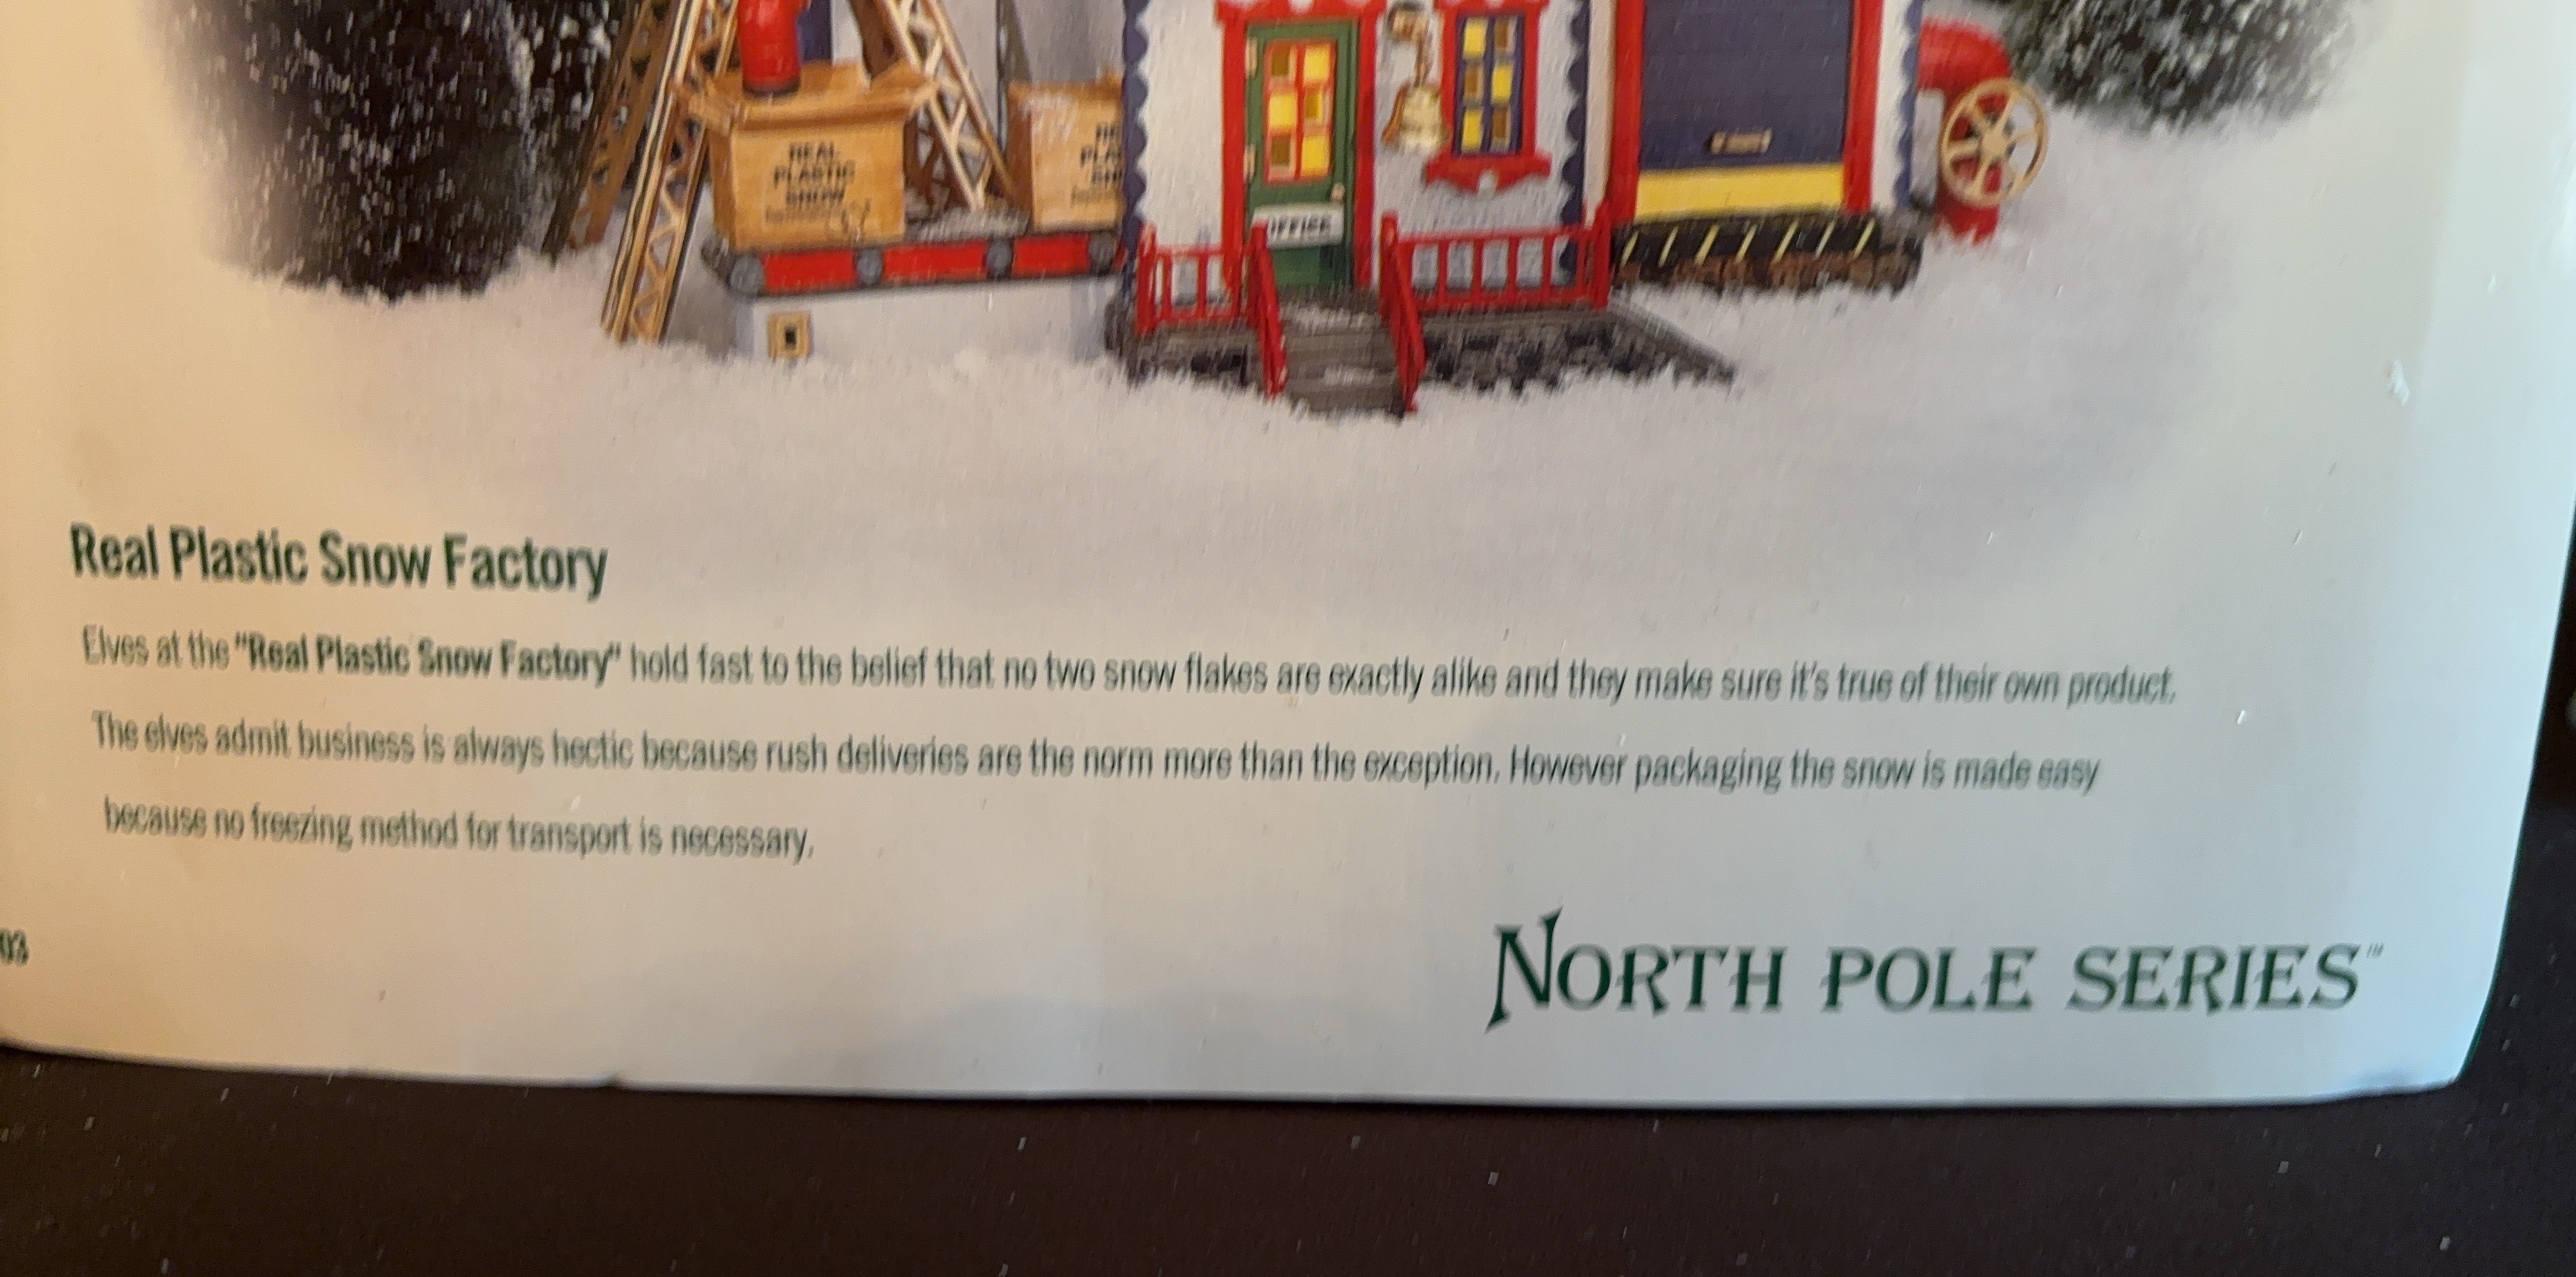 REAL
PLASTIC
SNOW
OFFICE
Real Plastic Snow Factory
Elves at the "Real Plastic Snow Factory" hold fast to the belief that no two snow flakes are exactly alike and they make sure it's true of their own product.
The elves admit business is always hectic because rush deliveries are the norm more than the exception. However packaging the snow is made easy
because no freezing method for transport is necessary.
03
NORTH POLE SERIES™